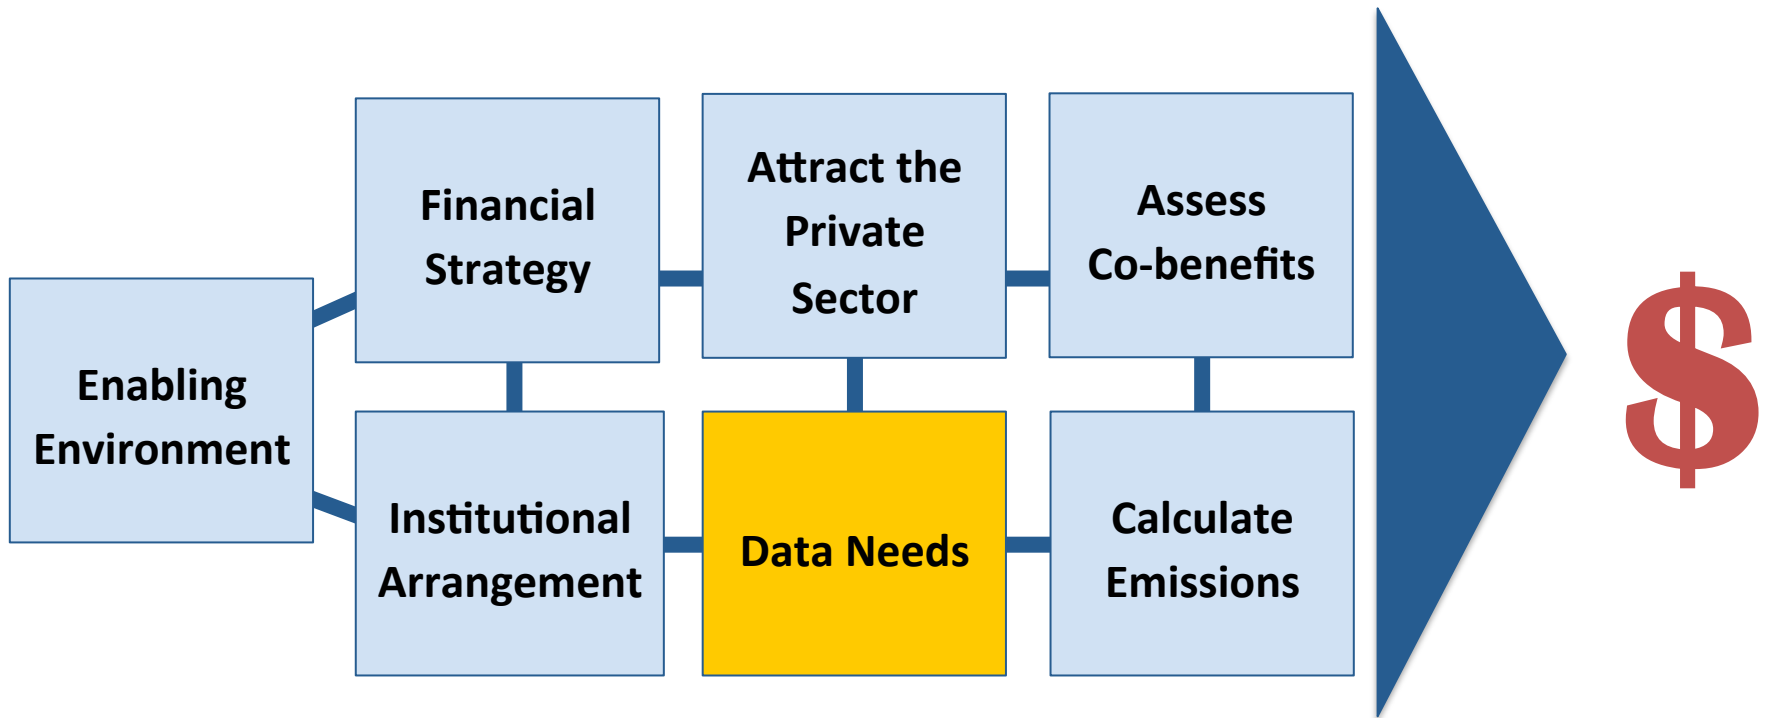 Enabling
Environment
Financial
Strategy
Institutional
Arrangement
Attract the
Private
Sector
Data Needs
Assess
Co-benefits
Calculate
Emissions
$